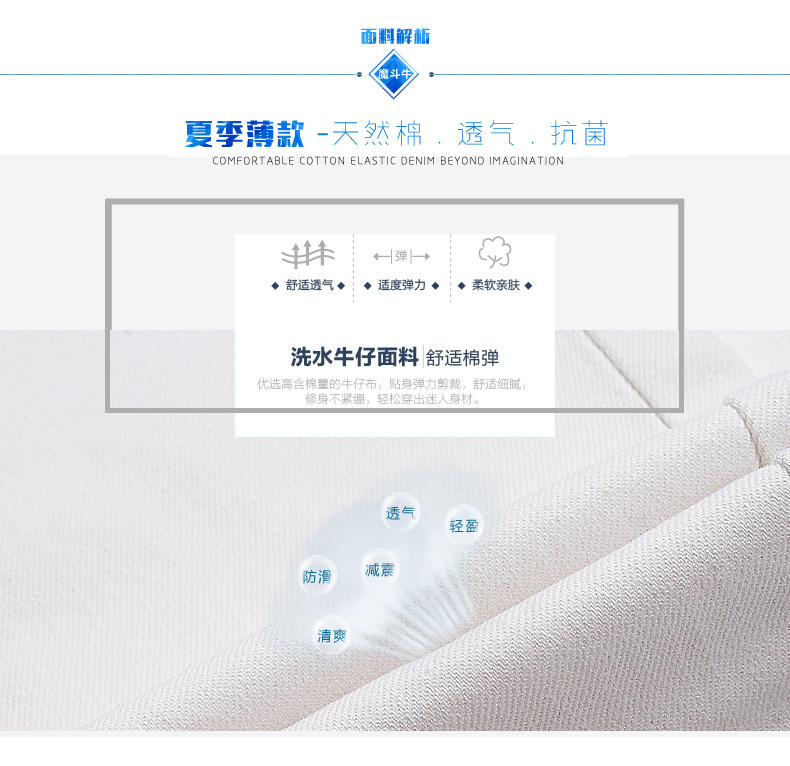 面料解析
魔斗牛
夏季薄款 -天然棉 . 透气 . 抗菌
COMFORTABLE COTTON ELASTIC DENIM BEYOND IMAGINATION
弹
◆ 舒适透气 ◆ ◆ 适度弹力 ◆ ◆ 柔软亲肤 ◆
洗水牛仔面料 舒适棉弹
优选高含棉量的牛仔布，贴身弹力剪裁，舒适细腻，
修身不紧绷，轻松穿出迷人身材。
透气
轻盈
减震
防滑
清爽